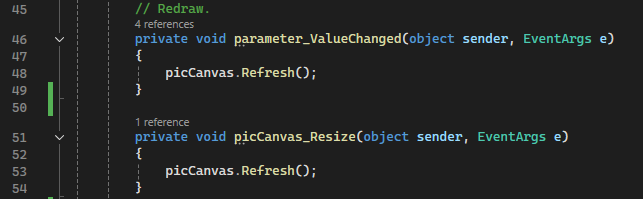 45 // Redraw.
4 references
46 private void parameter_ValueChanged(object sender, EventArgs e)
47 {
48 picCanvas.Refresh();
49 }
50
1 reference
51 private void picCanvas_Resize(object sender, EventArgs e)
52 {
53 picCanvas.Refresh();
54 }